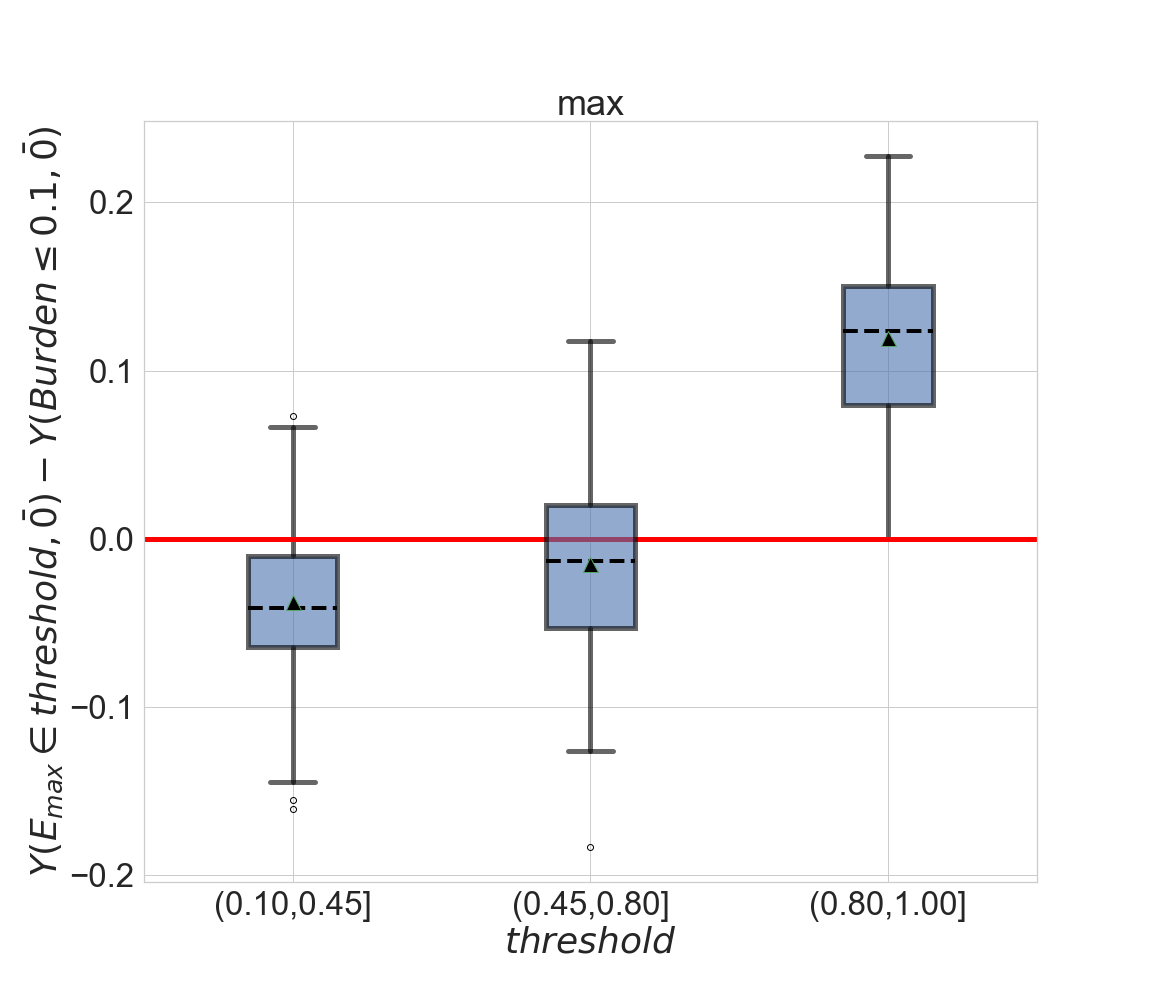 max
Y(E_max ∈ threshold, 0̄) − Y(Burden ≤ 0.1, 0̄)
0.2
0.1
0.0
−0.1
−0.2
(0.10,0.45] (0.45,0.80] (0.80,1.00]
threshold